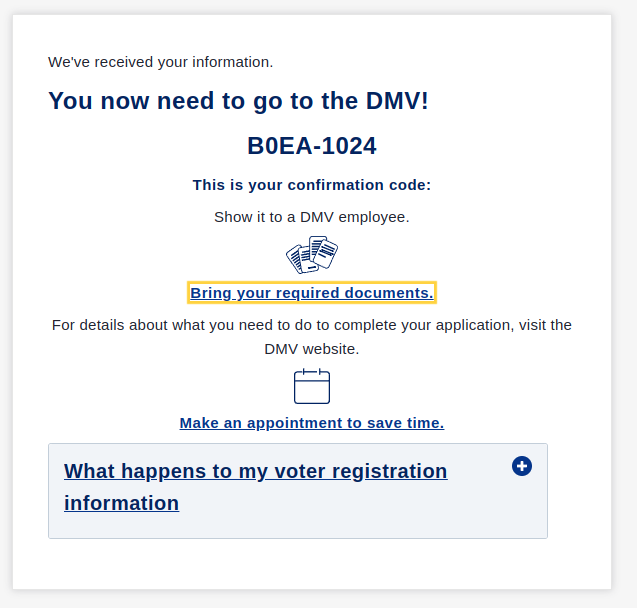 We've received your information.
You now need to go to the DMV!
B0EA-1024
This is your confirmation code:
Show it to a DMV employee.
Bring your required documents.
For details about what you need to do to complete your application, visit the
DMV website.
Make an appointment to save time.
What happens to my voter registration
information